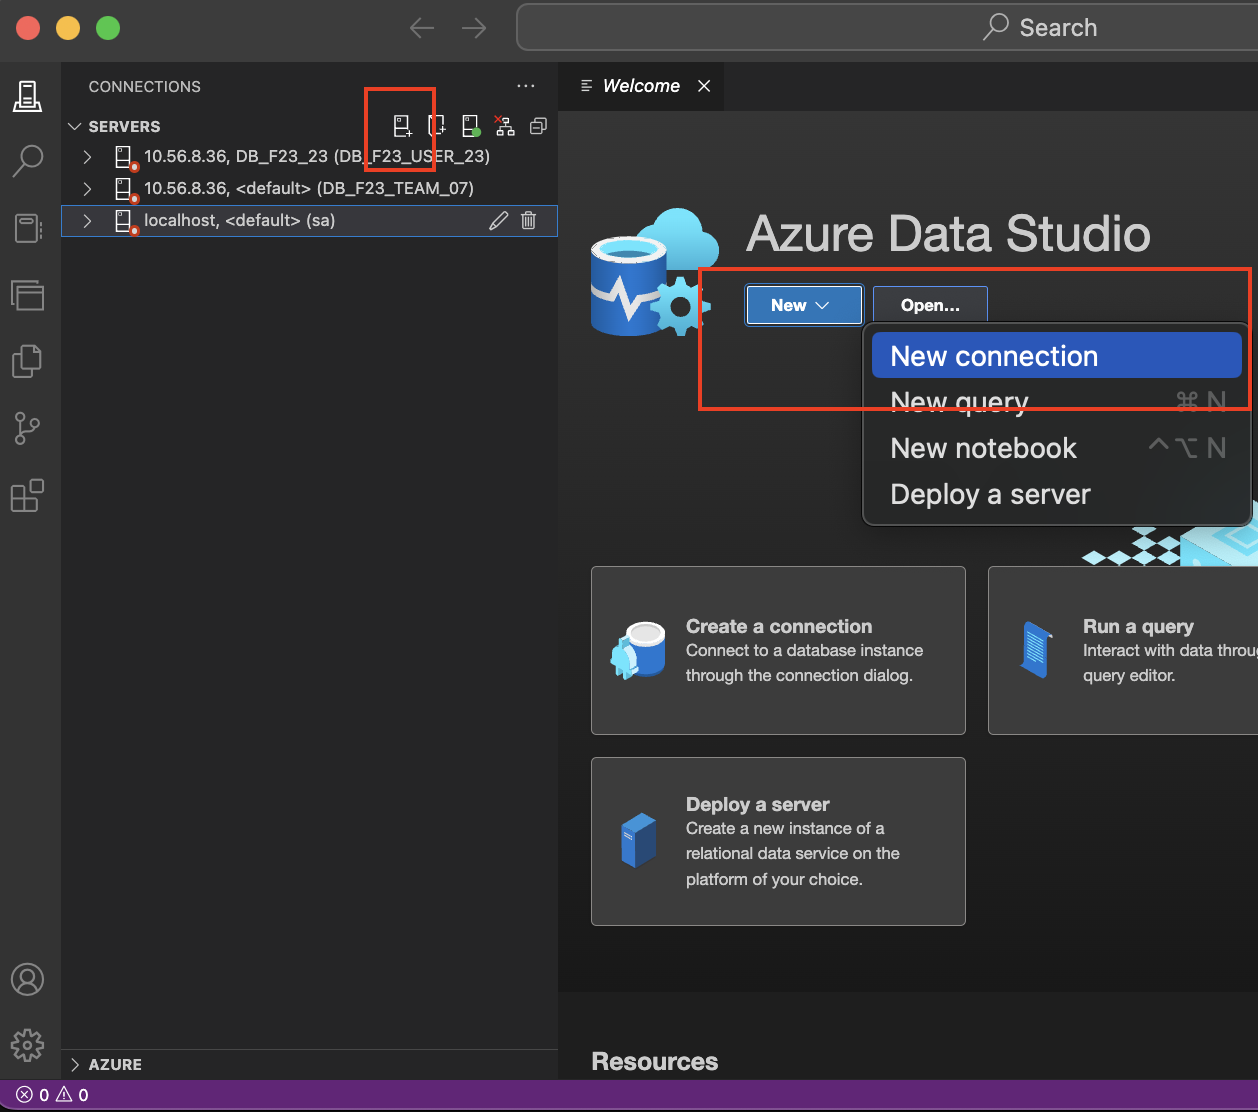 Search
CONNECTIONS
Welcome
SERVERS
10.56.8.36, DB_F23_23 (DB_F23_USER_23)
10.56.8.36, <default> (DB_F23_TEAM_07)
localhost, <default> (sa)
Azure Data Studio
New
Open...
New connection
New query ⌘ N
New notebook ^⌥ N
Deploy a server
Create a connection
Connect to a database instance
through the connection dialog.
Run a query
Interact with data throu
query editor.
Deploy a server
Create a new instance of a
relational data service on the
platform of your choice.
AZURE
Resources
0 0